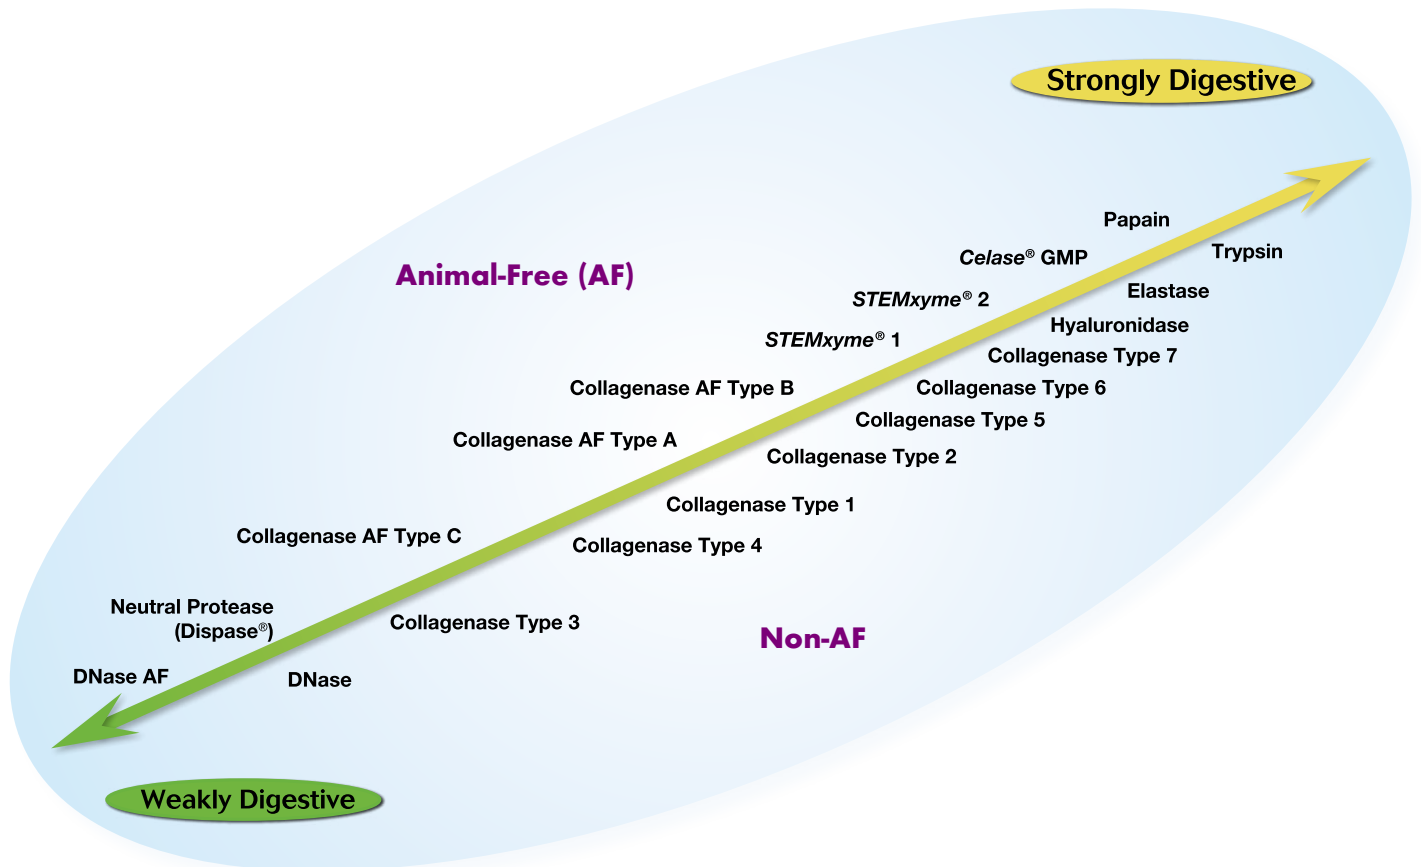 Strongly Digestive
Papain
Trypsin
Celase® GMP
Animal-Free (AF)
Elastase
STEMxyme® 2
Hyaluronidase
STEMxyme® 1
Collagenase Type 7
Collagenase AF Type B
Collagenase Type 6
Collagenase Type 5
Collagenase AF Type A
Collagenase Type 2
Collagenase Type 1
Collagenase AF Type C
Collagenase Type 4
Neutral Protease
(Dispase®)
Collagenase Type 3
Non-AF
DNase AF
DNase
Weakly Digestive